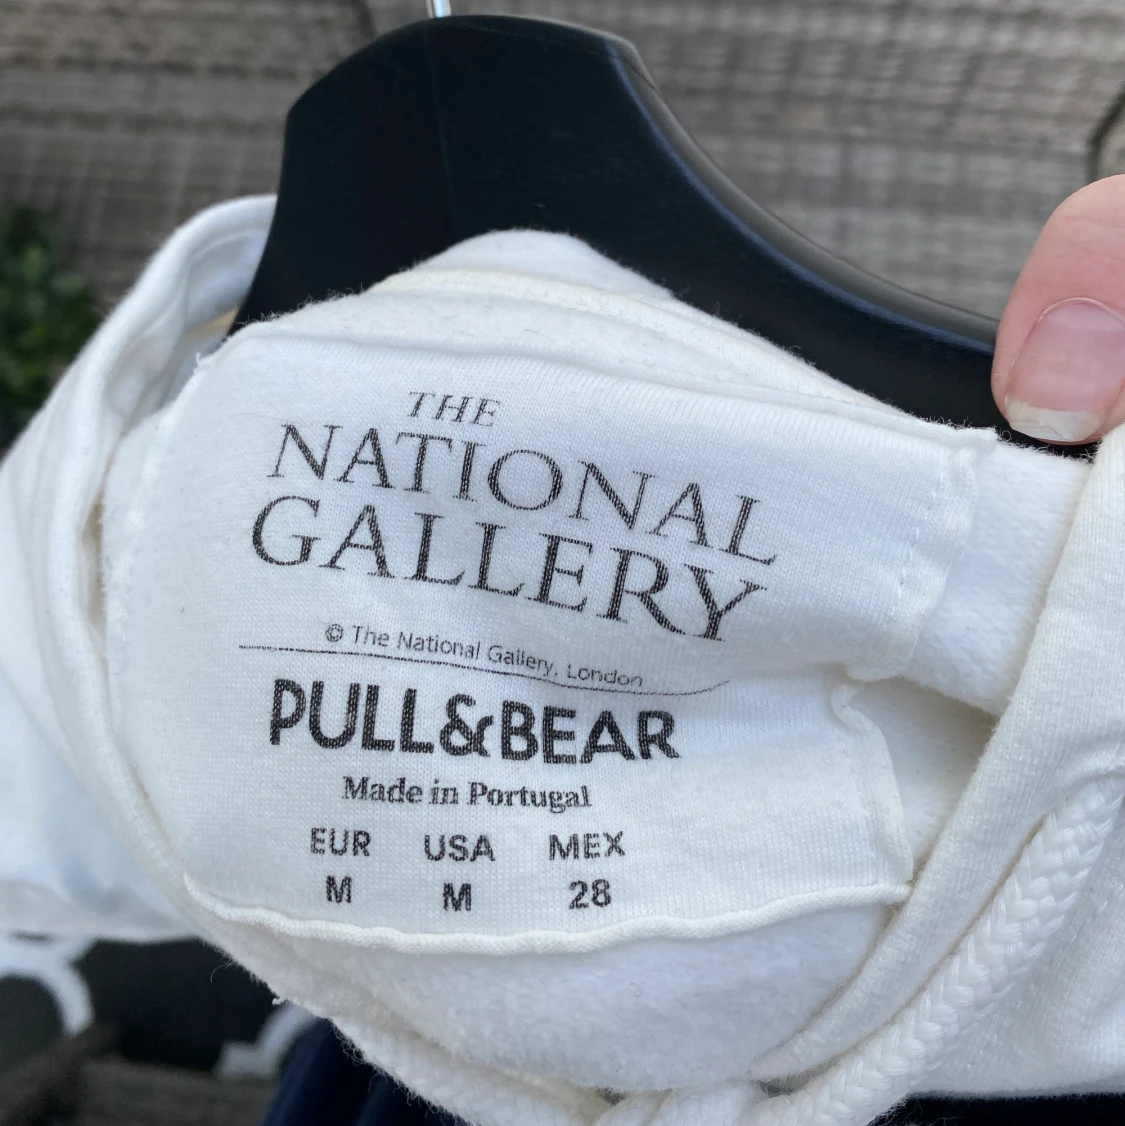 THE
NATIONAL
GALLERY
© The National Gallery, London
PULL&BEAR
Made in Portugal
EUR USA MEX
M M 28